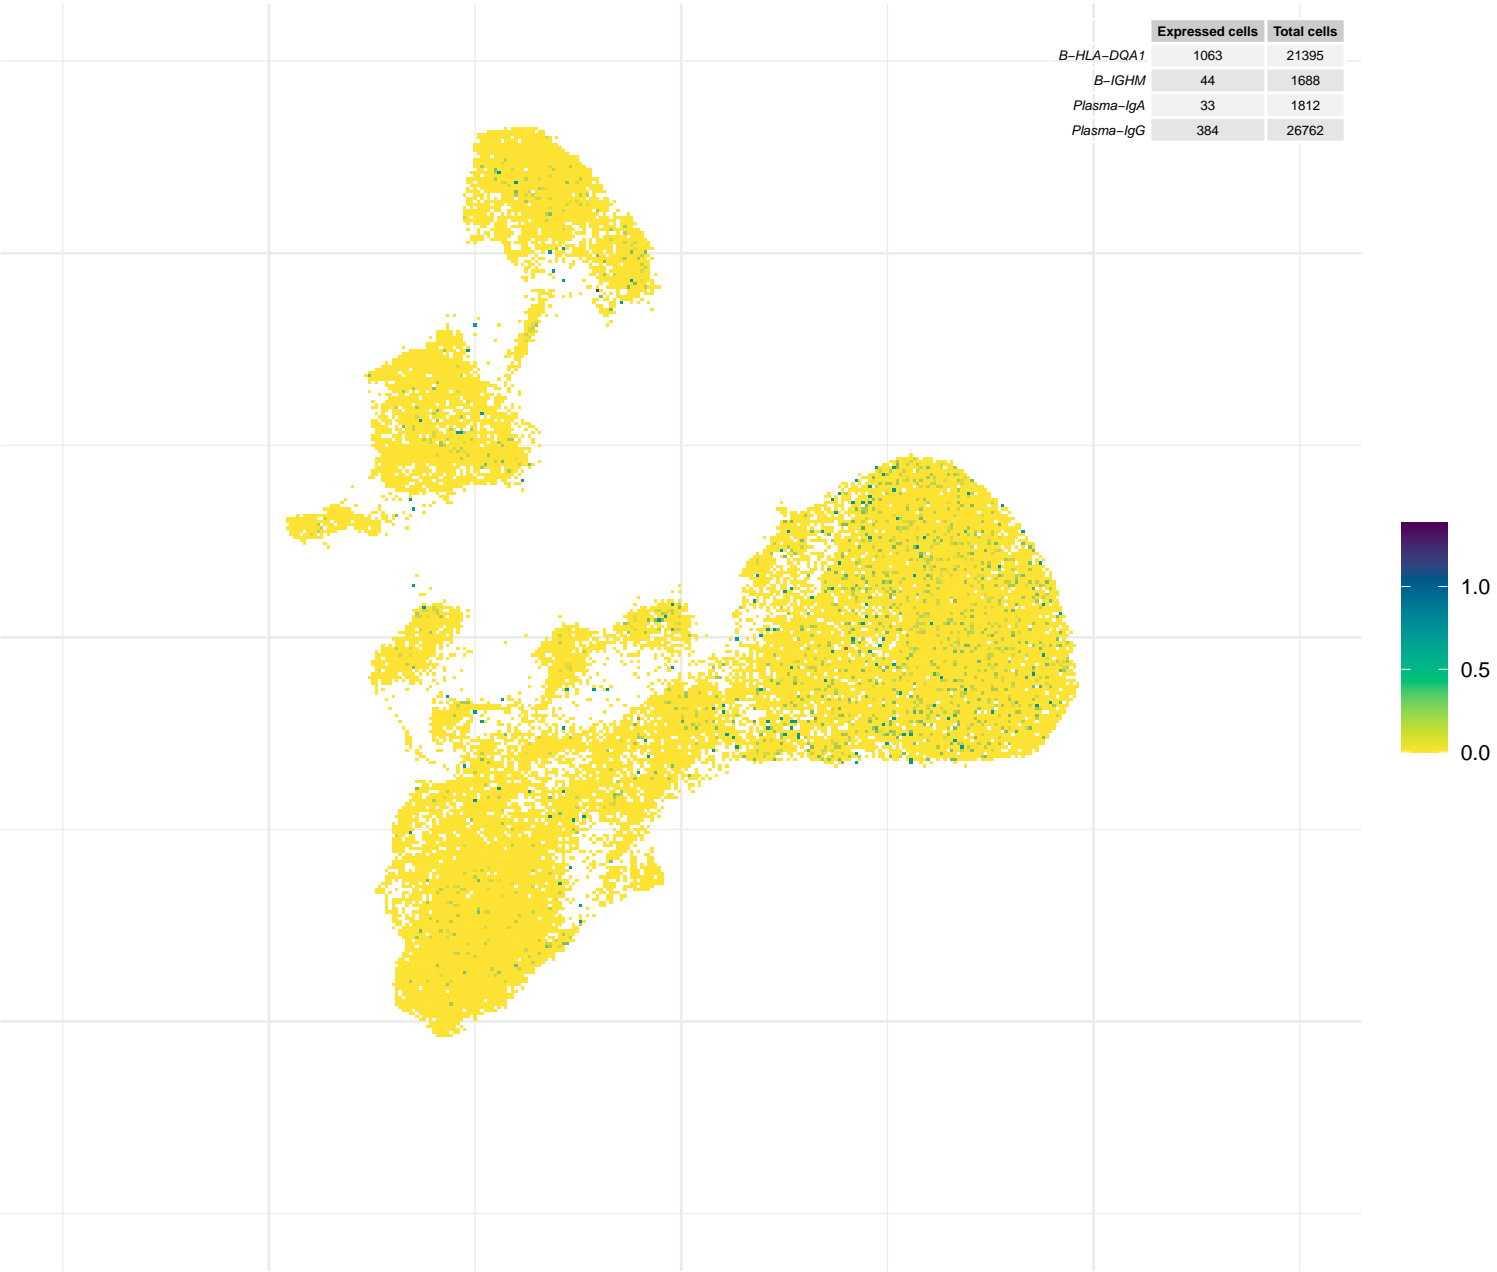 Expressed cells Total cells
B-HLA-DQA1 1063 21395
B-IGHM 44 1688
Plasma-IgA 33 1812
Plasma-IgG 384 26762
1.0
0.5
0.0